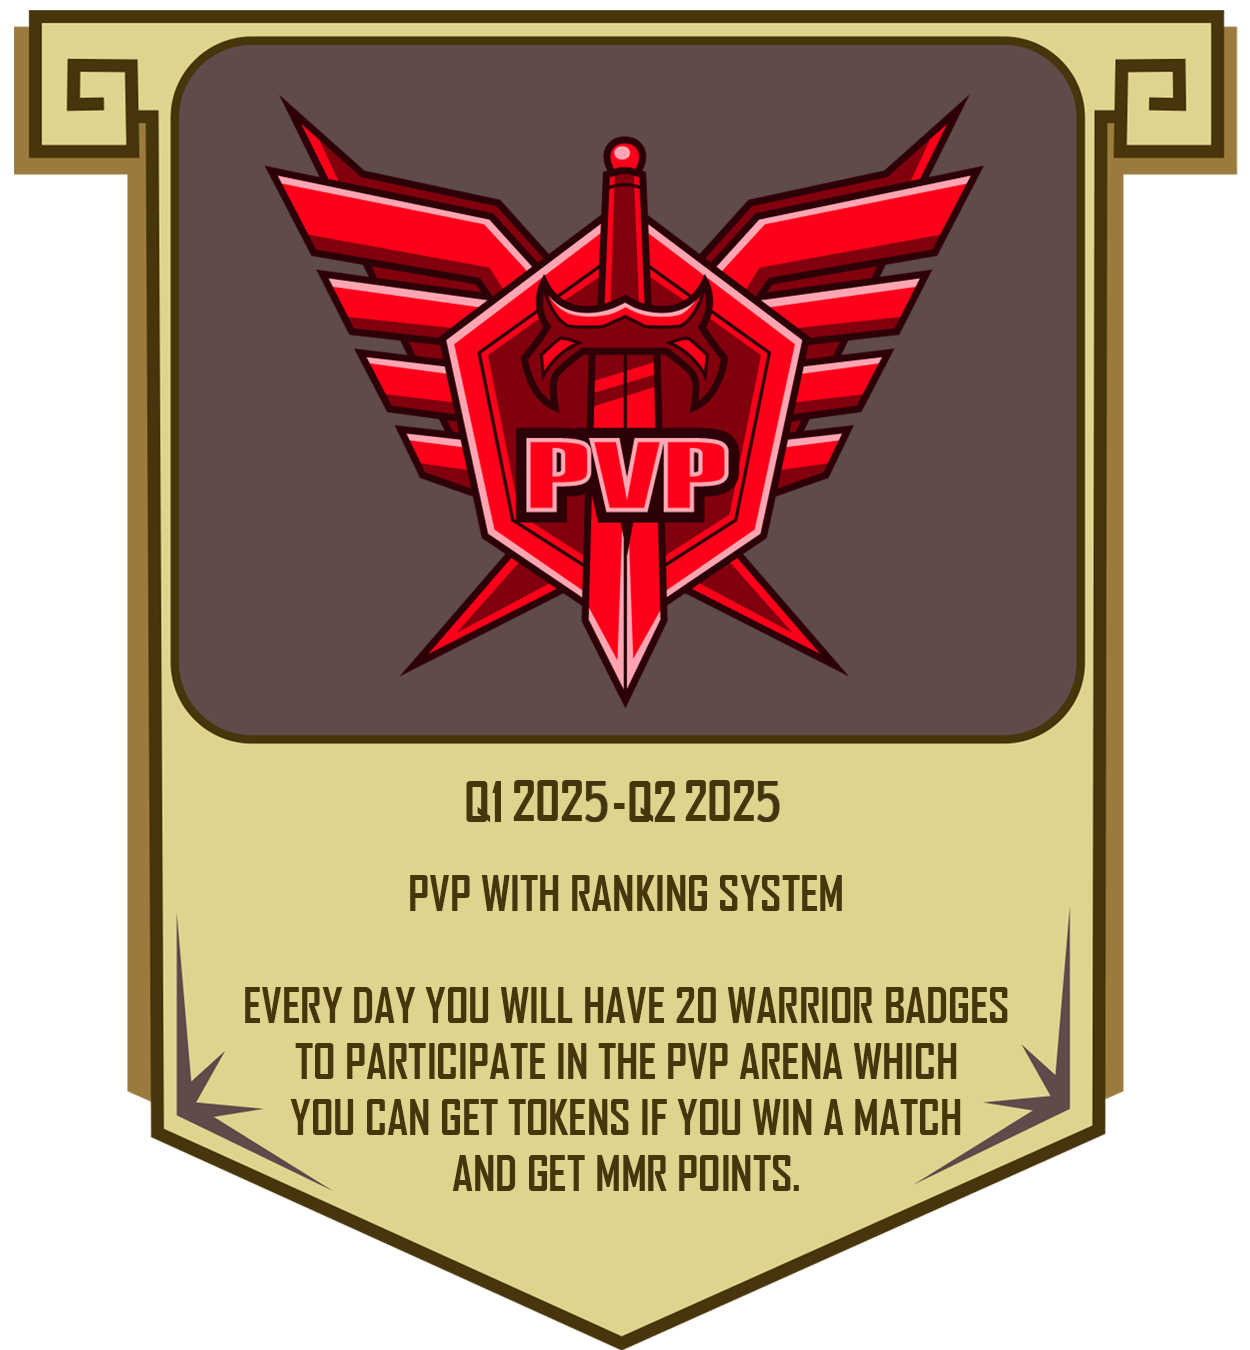 PVP
Q1 2025-Q2 2025
PVP WITH RANKING SYSTEM
EVERY DAY YOU WILL HAVE 20 WARRIOR BADGES
TO PARTICIPATE IN THE PVP ARENA WHICH
YOU CAN GET TOKENS IF YOU WIN A MATCH
AND GET MMR POINTS.